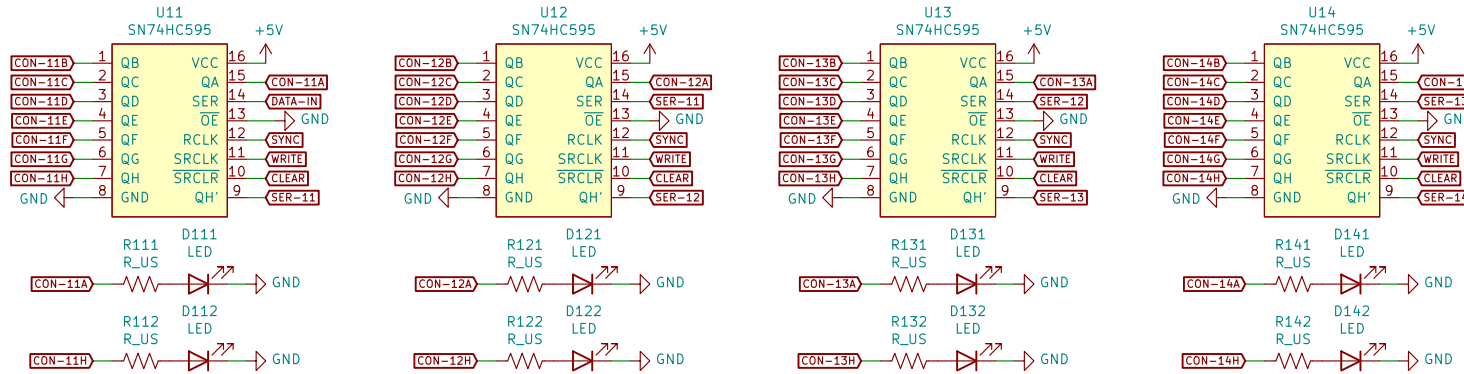 U11
SN74HC595
+5V
CON-11B 1 QB VCC 16
CON-11C 2 QC QA 15 CON-11A
CON-11D 3 QD SER 14 DATA-IN
CON-11E 4 QE OE 13 GND
CON-11F 5 QF RCLK 12 SYNC
CON-11G 6 QG SRCLK 11 WRITE
CON-11H 7 QH SRCLR 10 CLEAR
GND 8 GND QH' 9 SER-11
R111
R_US
D111
LED
CON-11A GND
R112
R_US
D112
LED
CON-11H GND
U12
SN74HC595
+5V
CON-12B 1 QB VCC 16
CON-12C 2 QC QA 15 CON-12A
CON-12D 3 QD SER 14 SER-11
CON-12E 4 QE OE 13 GND
CON-12F 5 QF RCLK 12 SYNC
CON-12G 6 QG SRCLK 11 WRITE
CON-12H 7 QH SRCLR 10 CLEAR
GND 8 GND QH' 9 SER-12
R121
R_US
D121
LED
CON-12A GND
R122
R_US
D122
LED
CON-12H GND
U13
SN74HC595
+5V
CON-13B 1 QB VCC 16
CON-13C 2 QC QA 15 CON-13A
CON-13D 3 QD SER 14 SER-12
CON-13E 4 QE OE 13 GND
CON-13F 5 QF RCLK 12 SYNC
CON-13G 6 QG SRCLK 11 WRITE
CON-13H 7 QH SRCLR 10 CLEAR
GND 8 GND QH' 9 SER-13
R131
R_US
D131
LED
CON-13A GND
R132
R_US
D132
LED
CON-13H GND
U14
SN74HC595
+5V
CON-14B 1 QB VCC 16
CON-14C 2 QC QA 15
CON-14D 3 QD SER 14 SER-13
CON-14E 4 QE OE 13 GND
CON-14F 5 QF RCLK 12 SYNC
CON-14G 6 QG SRCLK 11 WRITE
CON-14H 7 QH SRCLR 10 CLEAR
GND 8 GND QH' 9 SER-14
R141
R_US
D141
LED
CON-14A GND
R142
R_US
D142
LED
CON-14H GND